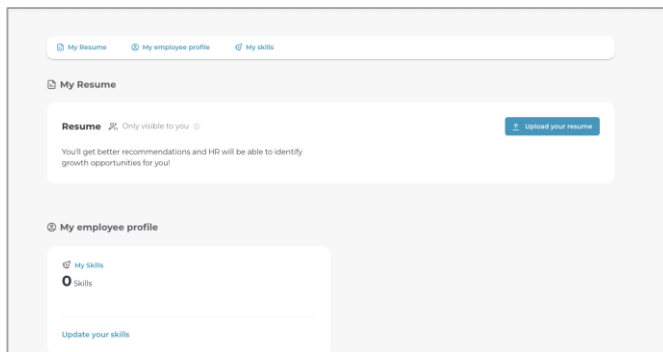 My Resume
My employee profile
My skills
My Resume
Resume
Only visible to you
Upload your resume
You'll get better recommendations and HR will be able to identify
growth opportunities for you!
My employee profile
My Skills
0 Skills
Update your skills